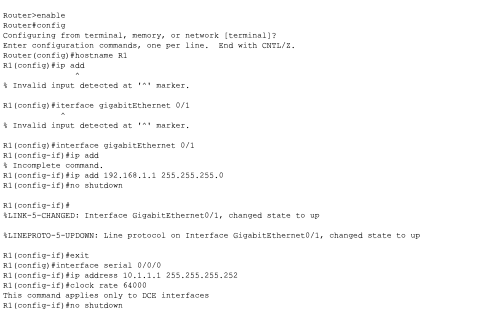 Router>enable
Router#config
Configuring from terminal, memory, or network [terminal]?
Enter configuration commands, one per line.  End with CNTL/Z.
Router(config)#hostname R1
R1(config)#ip add
^
% Invalid input detected at '^' marker.
R1(config)#iterface gigabitEthernet 0/1
^
% Invalid input detected at '^' marker.
R1(config)#interface gigabitEthernet 0/1
R1(config-if)#ip add
% Incomplete command.
R1(config-if)#ip add 192.168.1.1 255.255.255.0
R1(config-if)#no shutdown
R1(config-if)#
%LINK-5-CHANGED: Interface GigabitEthernet0/1, changed state to up
%LINEPROTO-5-UPDOWN: Line protocol on Interface GigabitEthernet0/1, changed state to up
R1(config-if)#exit
R1(config)#interface serial 0/0/0
R1(config-if)#ip address 10.1.1.1 255.255.255.252
R1(config-if)#clock rate 64000
This command applies only to DCE interfaces
R1(config-if)#no shutdown